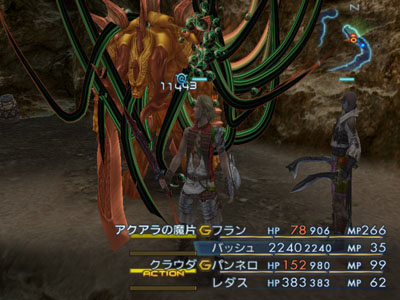 N
11443
アクアラの魔片 G フラン HP 78 906 MP 266
バッシュ 2240 2240 MP 35
クラウダ G パンネロ HP 152 980 MP 99
ACTION
レダス HP 383 383 MP 62